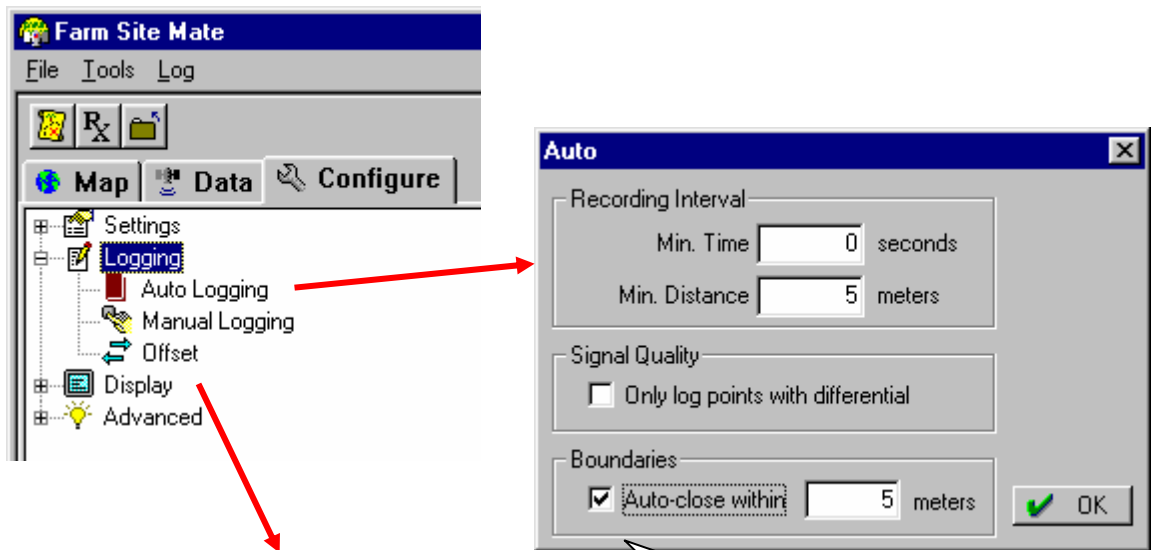 Farm Site Mate
File Tools Log
Rx
Map Data Configure
Settings
Logging
Auto Logging
Manual Logging
Offset
Display
Advanced
Auto
Recording Interval
Min. Time 0 seconds
Min. Distance 5 meters
Signal Quality
Only log points with differential
Boundaries
Auto-close within 5 meters
OK